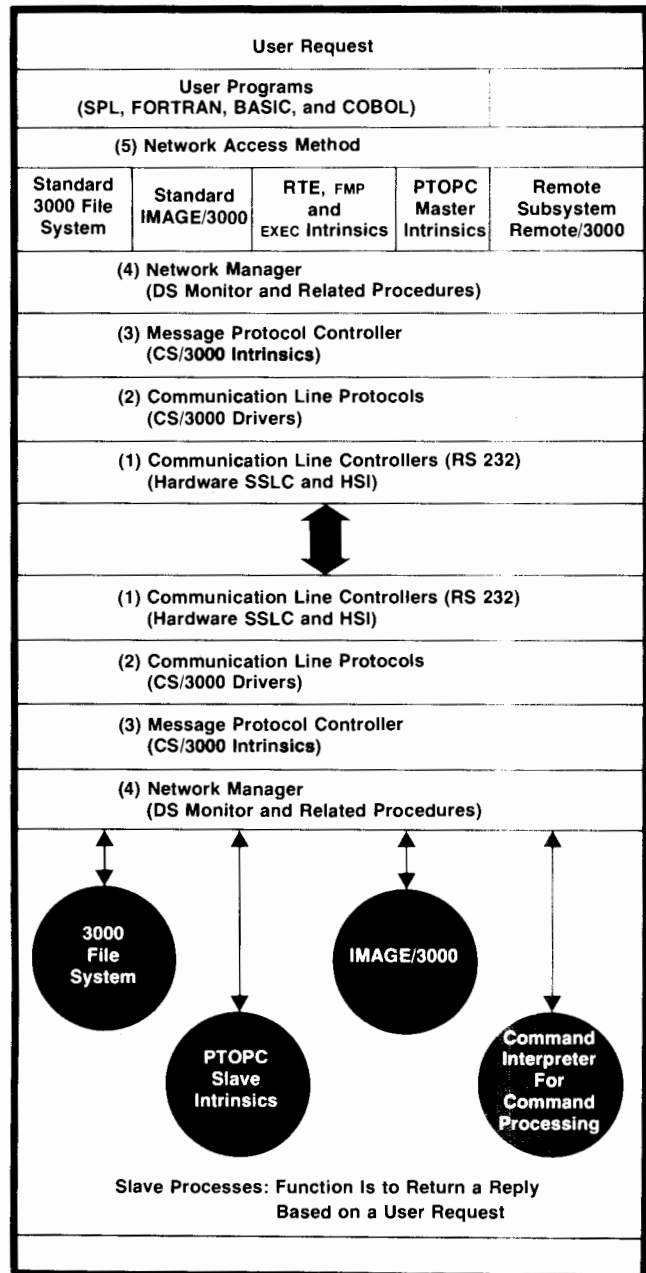 User Request
User Programs
(SPL, FORTRAN, BASIC, and COBOL)
(5) Network Access Method
Standard
3000 File
System
Standard
IMAGE/3000
RTE, FMP
and
EXEC Intrinsics
PTOPC
Master
Intrinsics
Remote
Subsystem
Remote/3000
(4) Network Manager
(DS Monitor and Related Procedures)
(3) Message Protocol Controller
(CS/3000 Intrinsics)
(2) Communication Line Protocols
(CS/3000 Drivers)
(1) Communication Line Controllers (RS 232)
(Hardware SSLC and HSI)
(1) Communication Line Controllers (RS 232)
(Hardware SSLC and HSI)
(2) Communication Line Protocols
(CS/3000 Drivers)
(3) Message Protocol Controller
(CS/3000 Intrinsics)
(4) Network Manager
(DS Monitor and Related Procedures)
3000
File
System
IMAGE/3000
PTOPC
Slave
Intrinsics
Command
Interpreter
For
Command
Processing
Slave Processes: Function Is to Return a Reply
Based on a User Request